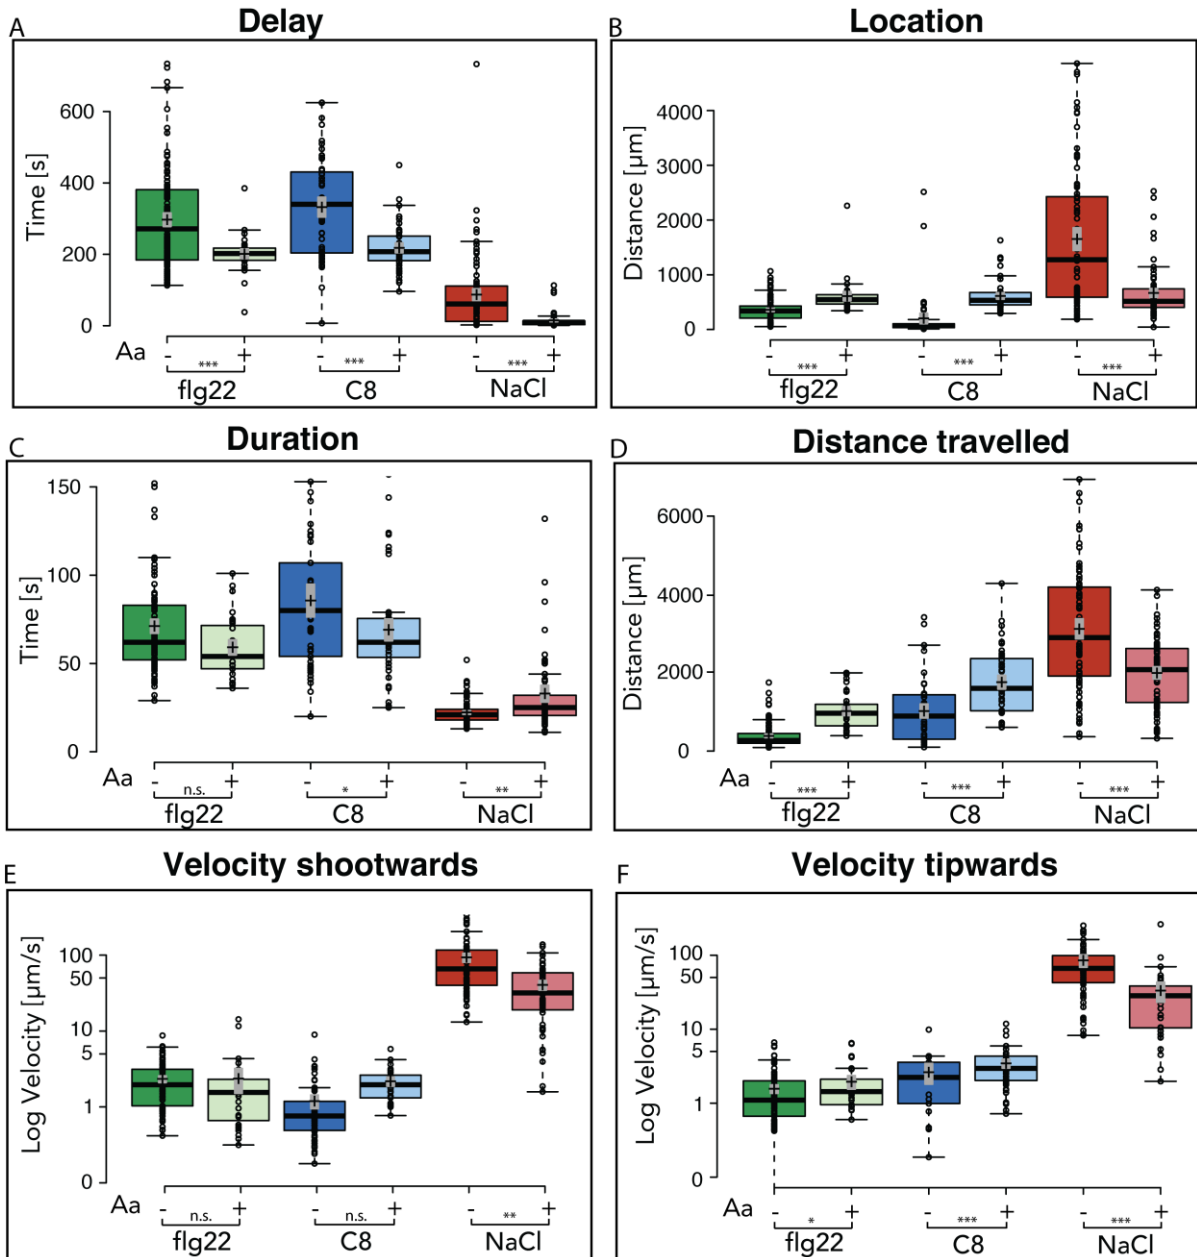 A Delay
Time [s]
600
400
200
0
Aa - + - + - +
*** *** ***
flg22 C8 NaCl
B Location
Distance [µm]
4000
3000
2000
1000
0
- + - + - +
*** *** ***
flg22 C8 NaCl
C Duration
Time [s]
150
100
50
0
Aa - + - + - +
n.s. * **
flg22 C8 NaCl
D Distance travelled
Distance [µm]
6000
4000
2000
0
- + - + - +
*** *** ***
flg22 C8 NaCl
E Velocity shootwards
Log Velocity [µm/s]
100
50
10
5
1
0
Aa - + - + - +
n.s. n.s. **
flg22 C8 NaCl
F Velocity tipwards
Log Velocity [µm/s]
100
50
10
5
1
0
Aa - + - + - +
* *** ***
flg22 C8 NaCl